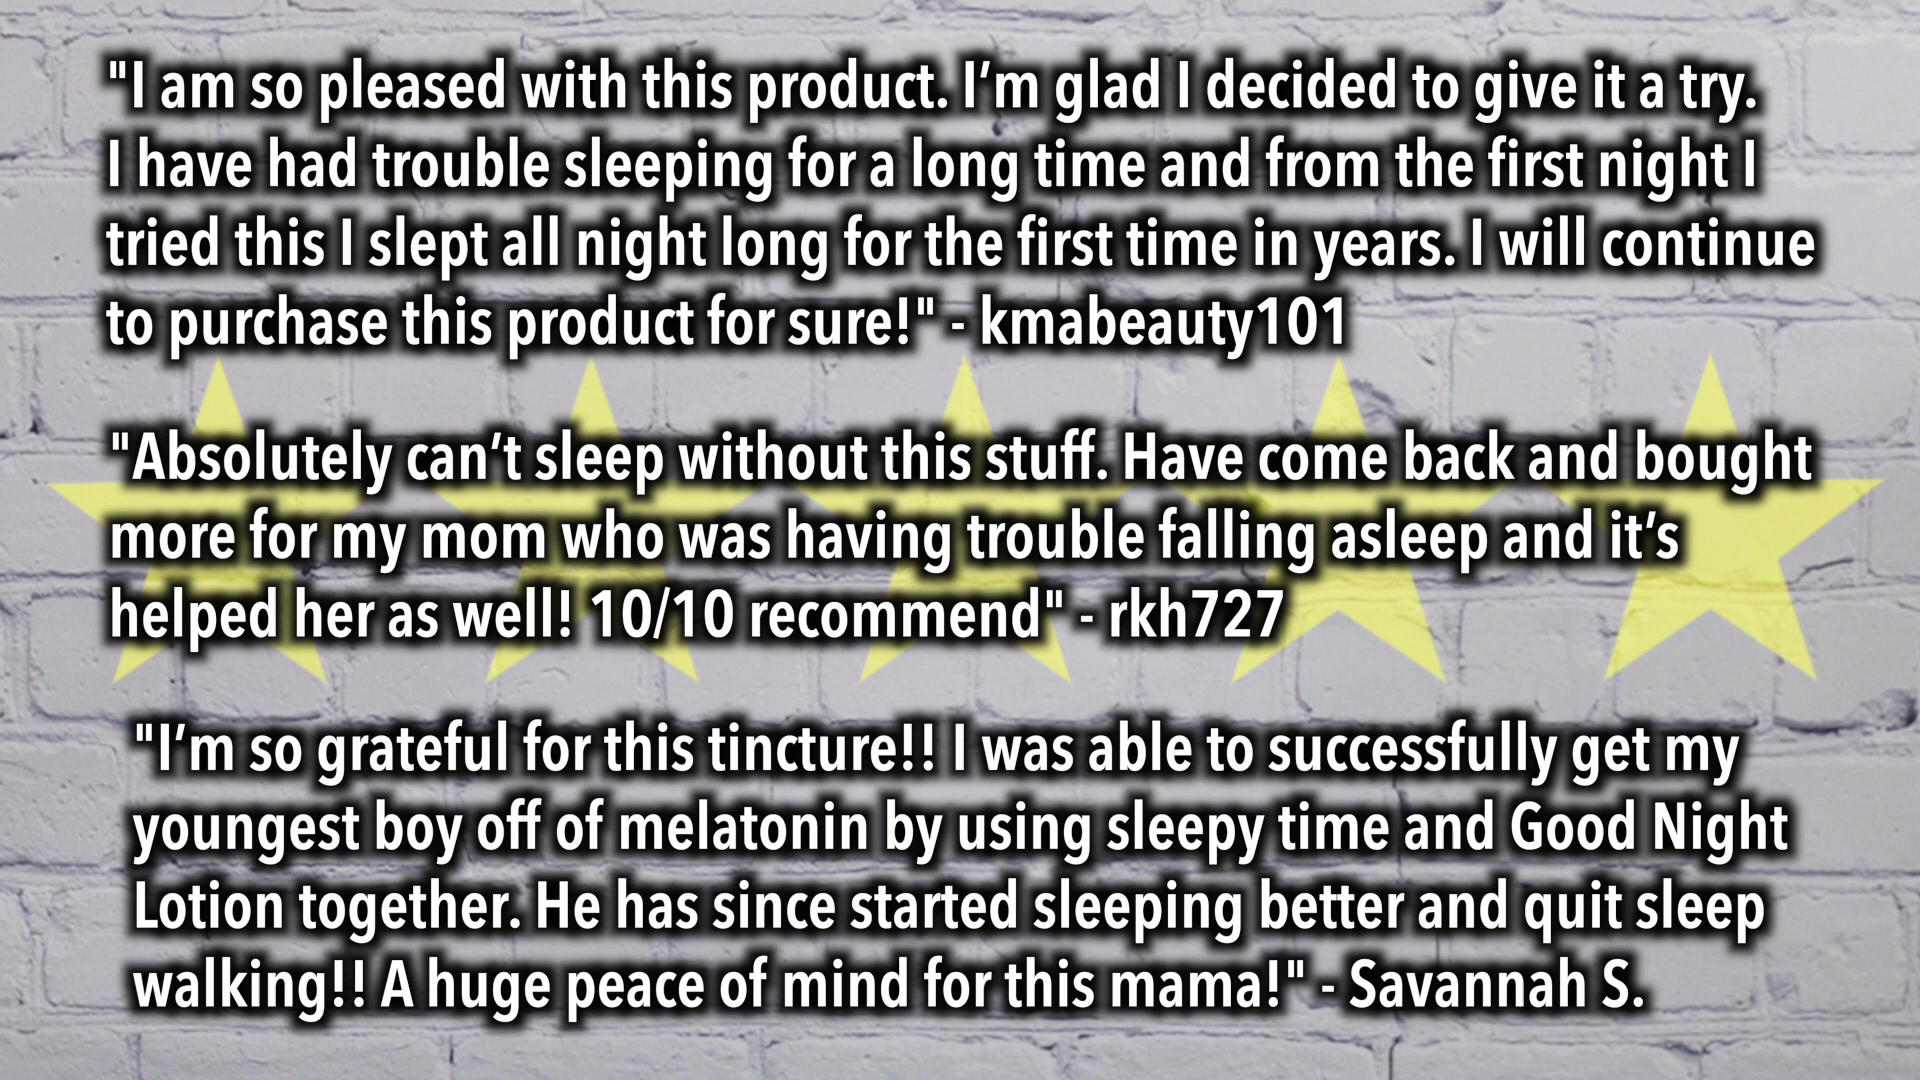 "I am so pleased with this product. I’m glad I decided to give it a try.
I have had trouble sleeping for a long time and from the first night I
tried this I slept all night long for the first time in years. I will continue
to purchase this product for sure!" - kmabeauty101
"Absolutely can’t sleep without this stuff. Have come back and bought
more for my mom who was having trouble falling asleep and it’s
helped her as well! 10/10 recommend" - rkh727
"I’m so grateful for this tincture!! I was able to successfully get my
youngest boy off of melatonin by using sleepy time and Good Night
Lotion together. He has since started sleeping better and quit sleep
walking!! A huge peace of mind for this mama!" - Savannah S.